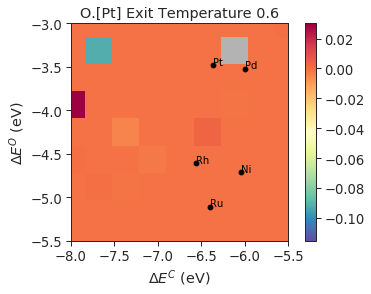 O.[Pt] Exit Temperature 0.6
−3.0
−3.5
−4.0
−4.5
−5.0
−5.5
ΔE^O (eV)
Pt
Pd
Rh
Ni
Ru
−8.0 −7.5 −7.0 −6.5 −6.0 −5.5
ΔE^C (eV)
0.02
0.00
−0.02
−0.04
−0.06
−0.08
−0.10